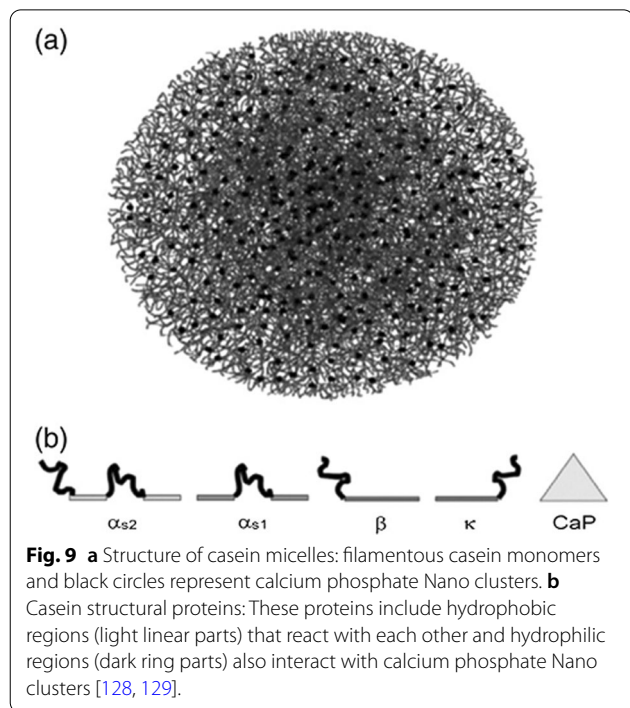 (a)
(b)
αs2 αs1 β κ CaP
Fig. 9 a Structure of casein micelles: filamentous casein monomers
and black circles represent calcium phosphate Nano clusters. b
Casein structural proteins: These proteins include hydrophobic
regions (light linear parts) that react with each other and hydrophilic
regions (dark ring parts) also interact with calcium phosphate Nano
clusters [128, 129].